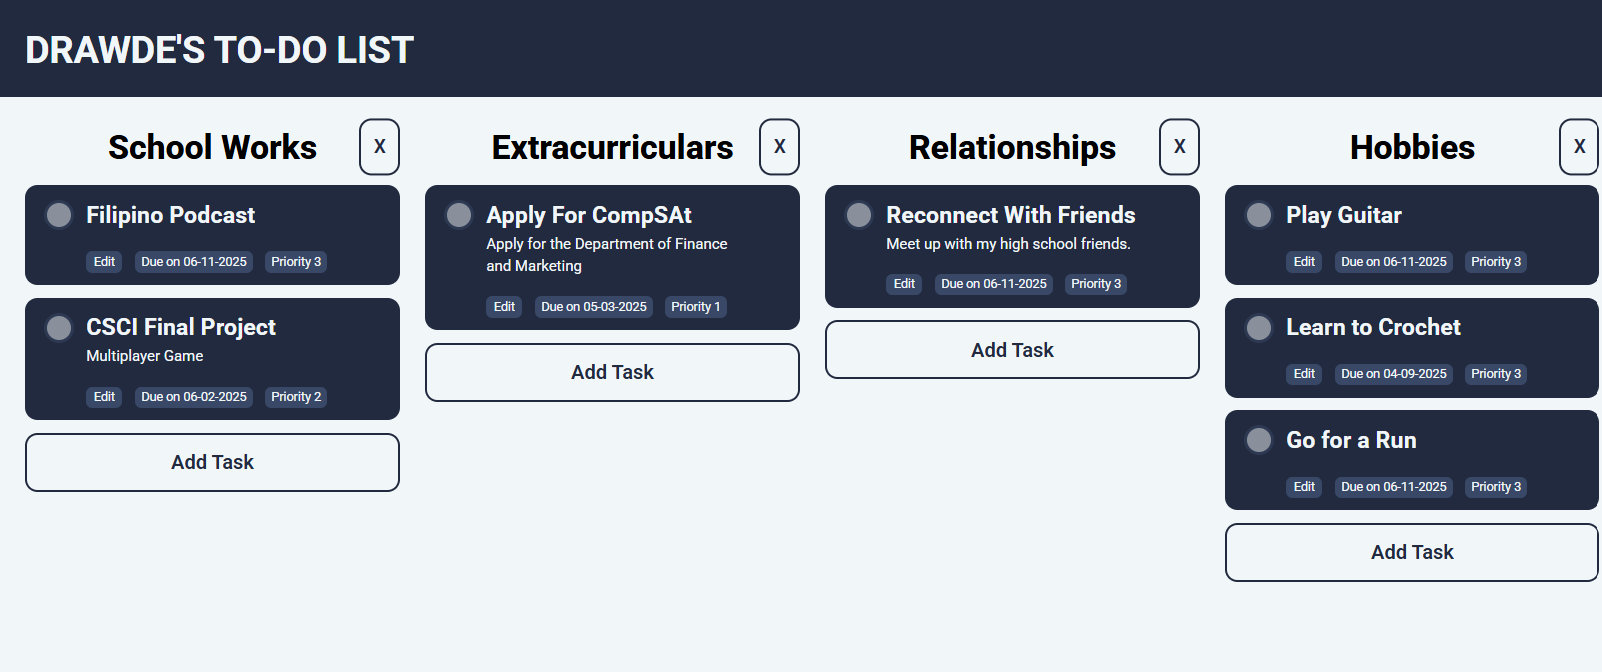 DRAWDE'S TO-DO LIST
School Works
X
Filipino Podcast
Edit Due on 06-11-2025 Priority 3
CSCI Final Project
Multiplayer Game
Edit Due on 06-02-2025 Priority 2
Add Task
Extracurriculars
X
Apply For CompSAt
Apply for the Department of Finance
and Marketing
Edit Due on 05-03-2025 Priority 1
Add Task
Relationships
X
Reconnect With Friends
Meet up with my high school friends.
Edit Due on 06-11-2025 Priority 3
Add Task
Hobbies
X
Play Guitar
Edit Due on 06-11-2025 Priority 3
Learn to Crochet
Edit Due on 04-09-2025 Priority 3
Go for a Run
Edit Due on 06-11-2025 Priority 3
Add Task